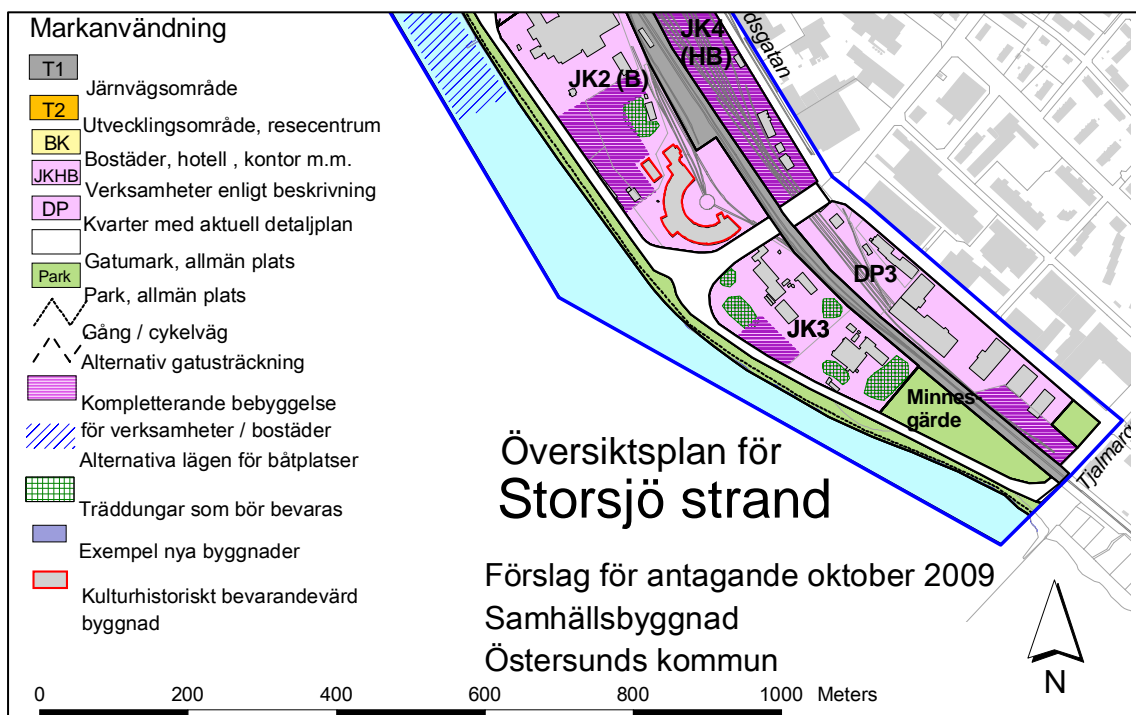 Markanvändning
T1
Järnvägsområde
T2
Utvecklingsområde, resecentrum
BK
Bostäder, hotell , kontor m.m.
JKHB
Verksamheter enligt beskrivning
DP
Kvarter med aktuell detaljplan
Gatumark, allmän plats
Park
Park, allmän plats
Gång / cykelväg
Alternativ gatusträckning
Kompletterande bebyggelse
för verksamheter / bostäder
Alternativa lägen för båtplatser
Träddungar som bör bevaras
Exempel nya byggnader
Kulturhistoriskt bevarandevärd
byggnad
JK4
(HB)
dsgatan
JK2 (B)
DP3
JK3
Minnes-
gärde
Tjalmarg
Översiktsplan för
Storsjö strand
Förslag för antagande oktober 2009
Samhällsbyggnad
Östersunds kommun
N
0 200 400 600 800 1000 Meters